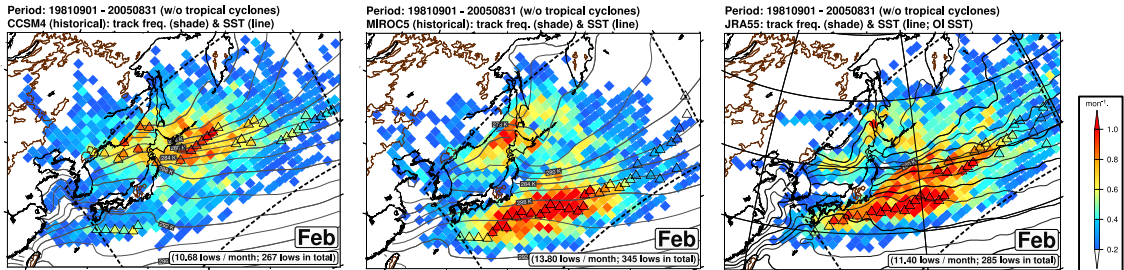 Period: 19810901 - 20050831 (w/o tropical cyclones)
CCSM4 (historical): track freq. (shade) & SST (line)
Feb
(10.68 lows / month; 267 lows in total)
Period: 19810901 - 20050831 (w/o tropical cyclones)
MIROC5 (historical): track freq. (shade) & SST (line)
Feb
(13.80 lows / month; 345 lows in total)
Period: 19810901 - 20050831 (w/o tropical cyclones)
JRA55: track freq. (shade) & SST (line; OI SST)
Feb
(11.40 lows / month; 285 lows in total)
mon⁻¹.
1.0
0.8
0.6
0.4
0.2